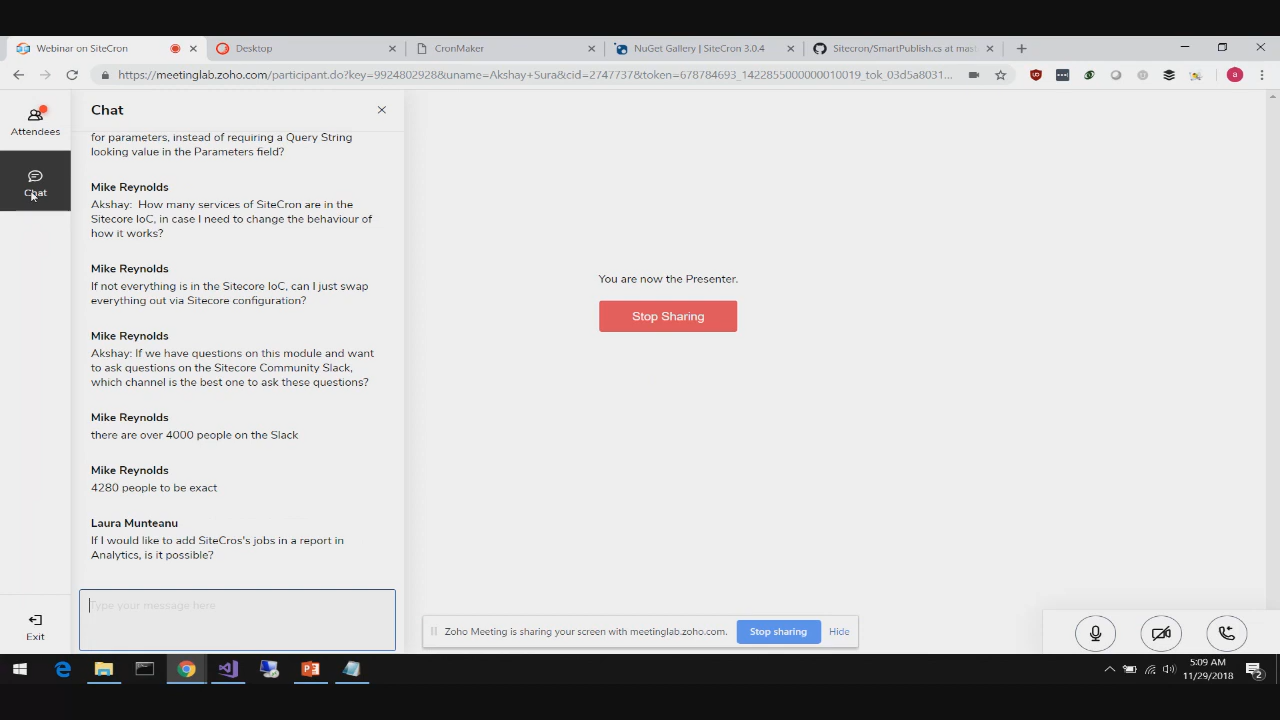 Webinar on SiteCron
Desktop
CronMaker
NuGet Gallery | SiteCron 3.0.4
Sitecron/SmartPublish.cs at mas
https://meetinglab.zoho.com/participant.do?key=9924802928&uname=Akshay+Sura&cid=2747737&token=678784693_1422855000000010019_tok_03d5a8031...
Attendees
Chat
Exit
Chat
for parameters, instead of requiring a Query String
looking value in the Parameters field?
Mike Reynolds
Akshay: How many services of SiteCron are in the
Sitecore IoC, in case I need to change the behaviour of
how it works?
Mike Reynolds
If not everything is in the Sitecore IoC, can I just swap
everything out via Sitecore configuration?
Mike Reynolds
Akshay: If we have questions on this module and want
to ask questions on the Sitecore Community Slack,
which channel is the best one to ask these questions?
Mike Reynolds
there are over 4000 people on the Slack
Mike Reynolds
4280 people to be exact
Laura Munteanu
If I would like to add SiteCros's jobs in a report in
Analytics, is it possible?
Type your message here
You are now the Presenter.
Stop Sharing
Zoho Meeting is sharing your screen with meetinglab.zoho.com.
Stop sharing
Hide
5:09 AM
11/29/2018
2